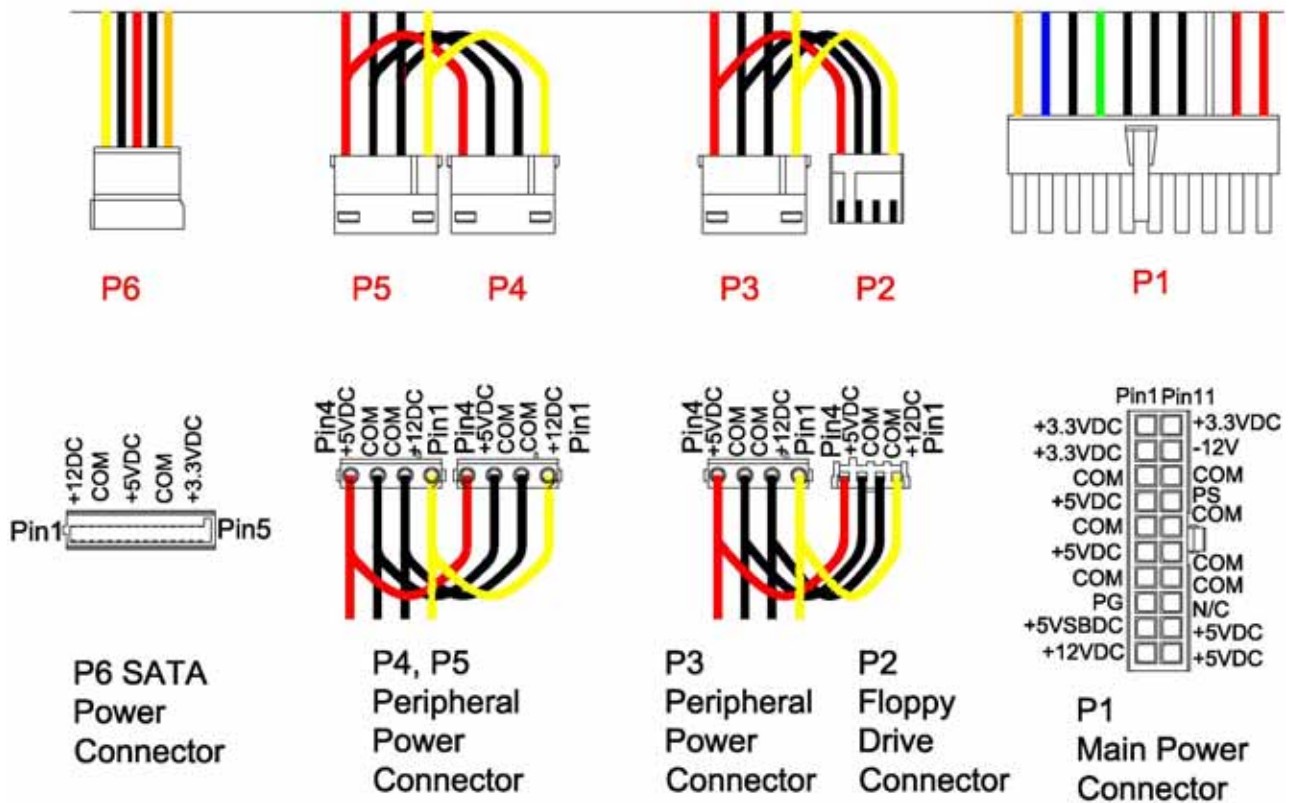 P6
P5
P4
P3
P2
P1
Pin1
+12DC
COM
+5VDC
COM
+3.3VDC
Pin5
Pin4
+5VDC
COM
COM
+12DC
Pin1
Pin4
+5VDC
COM
COM
+12DC
Pin1
Pin4
+5VDC
COM
COM
+12DC
Pin1
Pin4
+5VDC
COM
COM
+12DC
Pin1
Pin1 Pin11
+3.3VDC +3.3VDC
+3.3VDC -12V
COM COM
+5VDC PS
COM COM
+5VDC COM
COM COM
PG N/C
+5VSBDC +5VDC
+12VDC +5VDC
P6 SATA
Power
Connector
P4, P5
Peripheral
Power
Connector
P3
Peripheral
Power
Connector
P2
Floppy
Drive
Connector
P1
Main Power
Connector